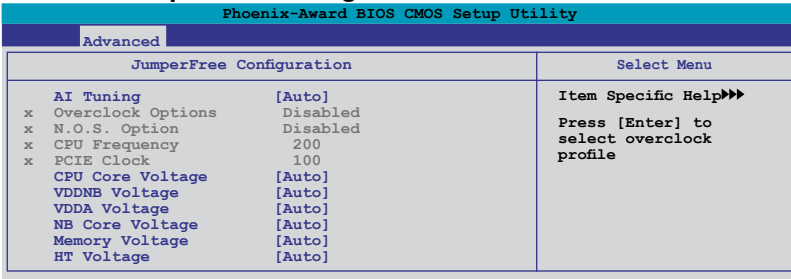 Phoenix-Award BIOS CMOS Setup Utility
Advanced
JumperFree Configuration
Select Menu
AI Tuning [Auto]
x Overclock Options Disabled
x N.O.S. Option Disabled
x CPU Frequency 200
x PCIE Clock 100
CPU Core Voltage [Auto]
VDDNB Voltage [Auto]
VDDA Voltage [Auto]
NB Core Voltage [Auto]
Memory Voltage [Auto]
HT Voltage [Auto]
Item Specific Help
Press [Enter] to
select overclock
profile